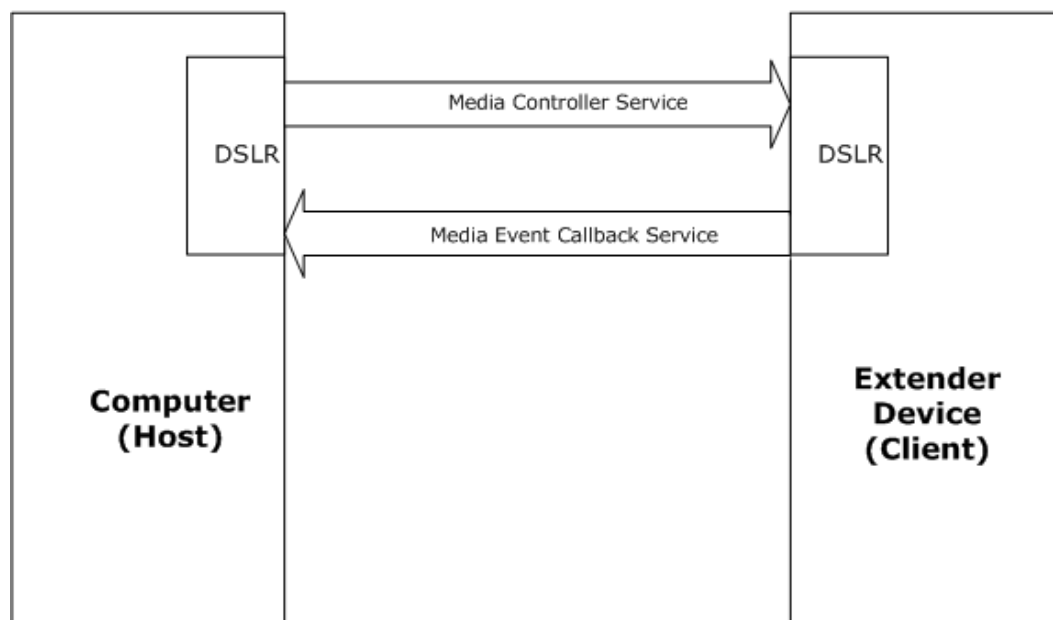 Media Controller Service
DSLR
DSLR
Media Event Callback Service
Computer
(Host)
Extender
Device
(Client)